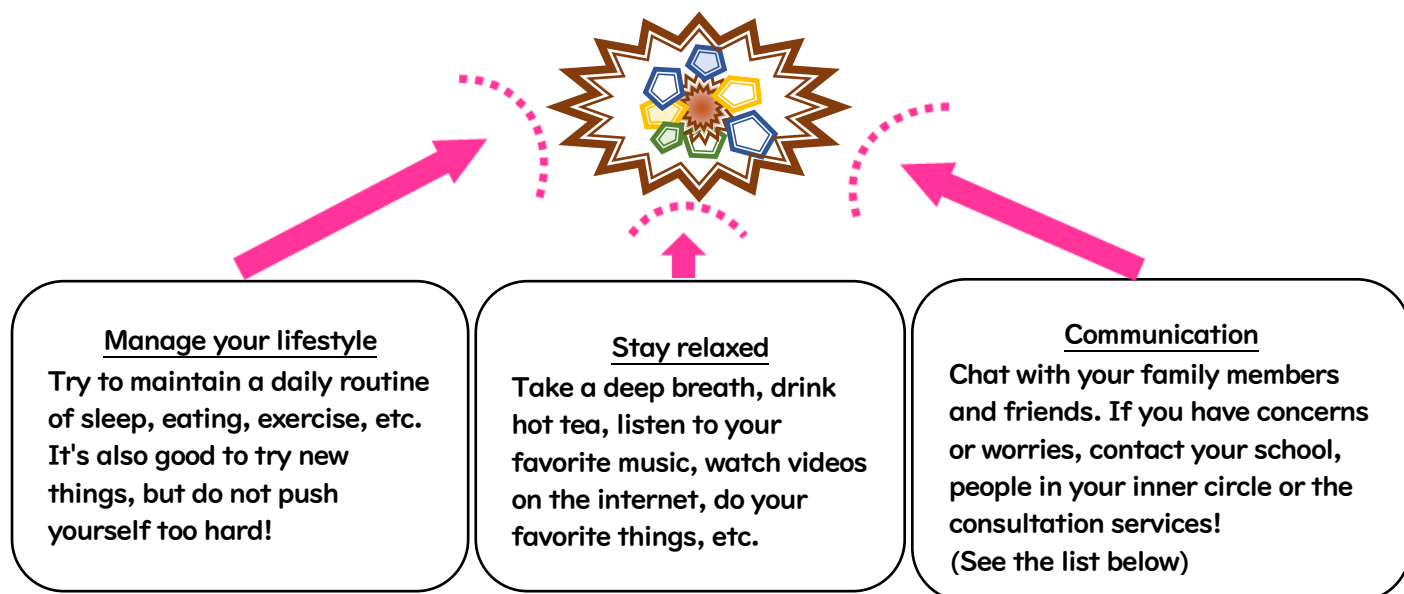 Manage your lifestyle
Try to maintain a daily routine
of sleep, eating, exercise, etc.
It's also good to try new
things, but do not push
yourself too hard!
Stay relaxed
Take a deep breath, drink
hot tea, listen to your
favorite music, watch videos
on the internet, do your
favorite things, etc.
Communication
Chat with your family members
and friends. If you have concerns
or worries, contact your school,
people in your inner circle or the
consultation services!
(See the list below)